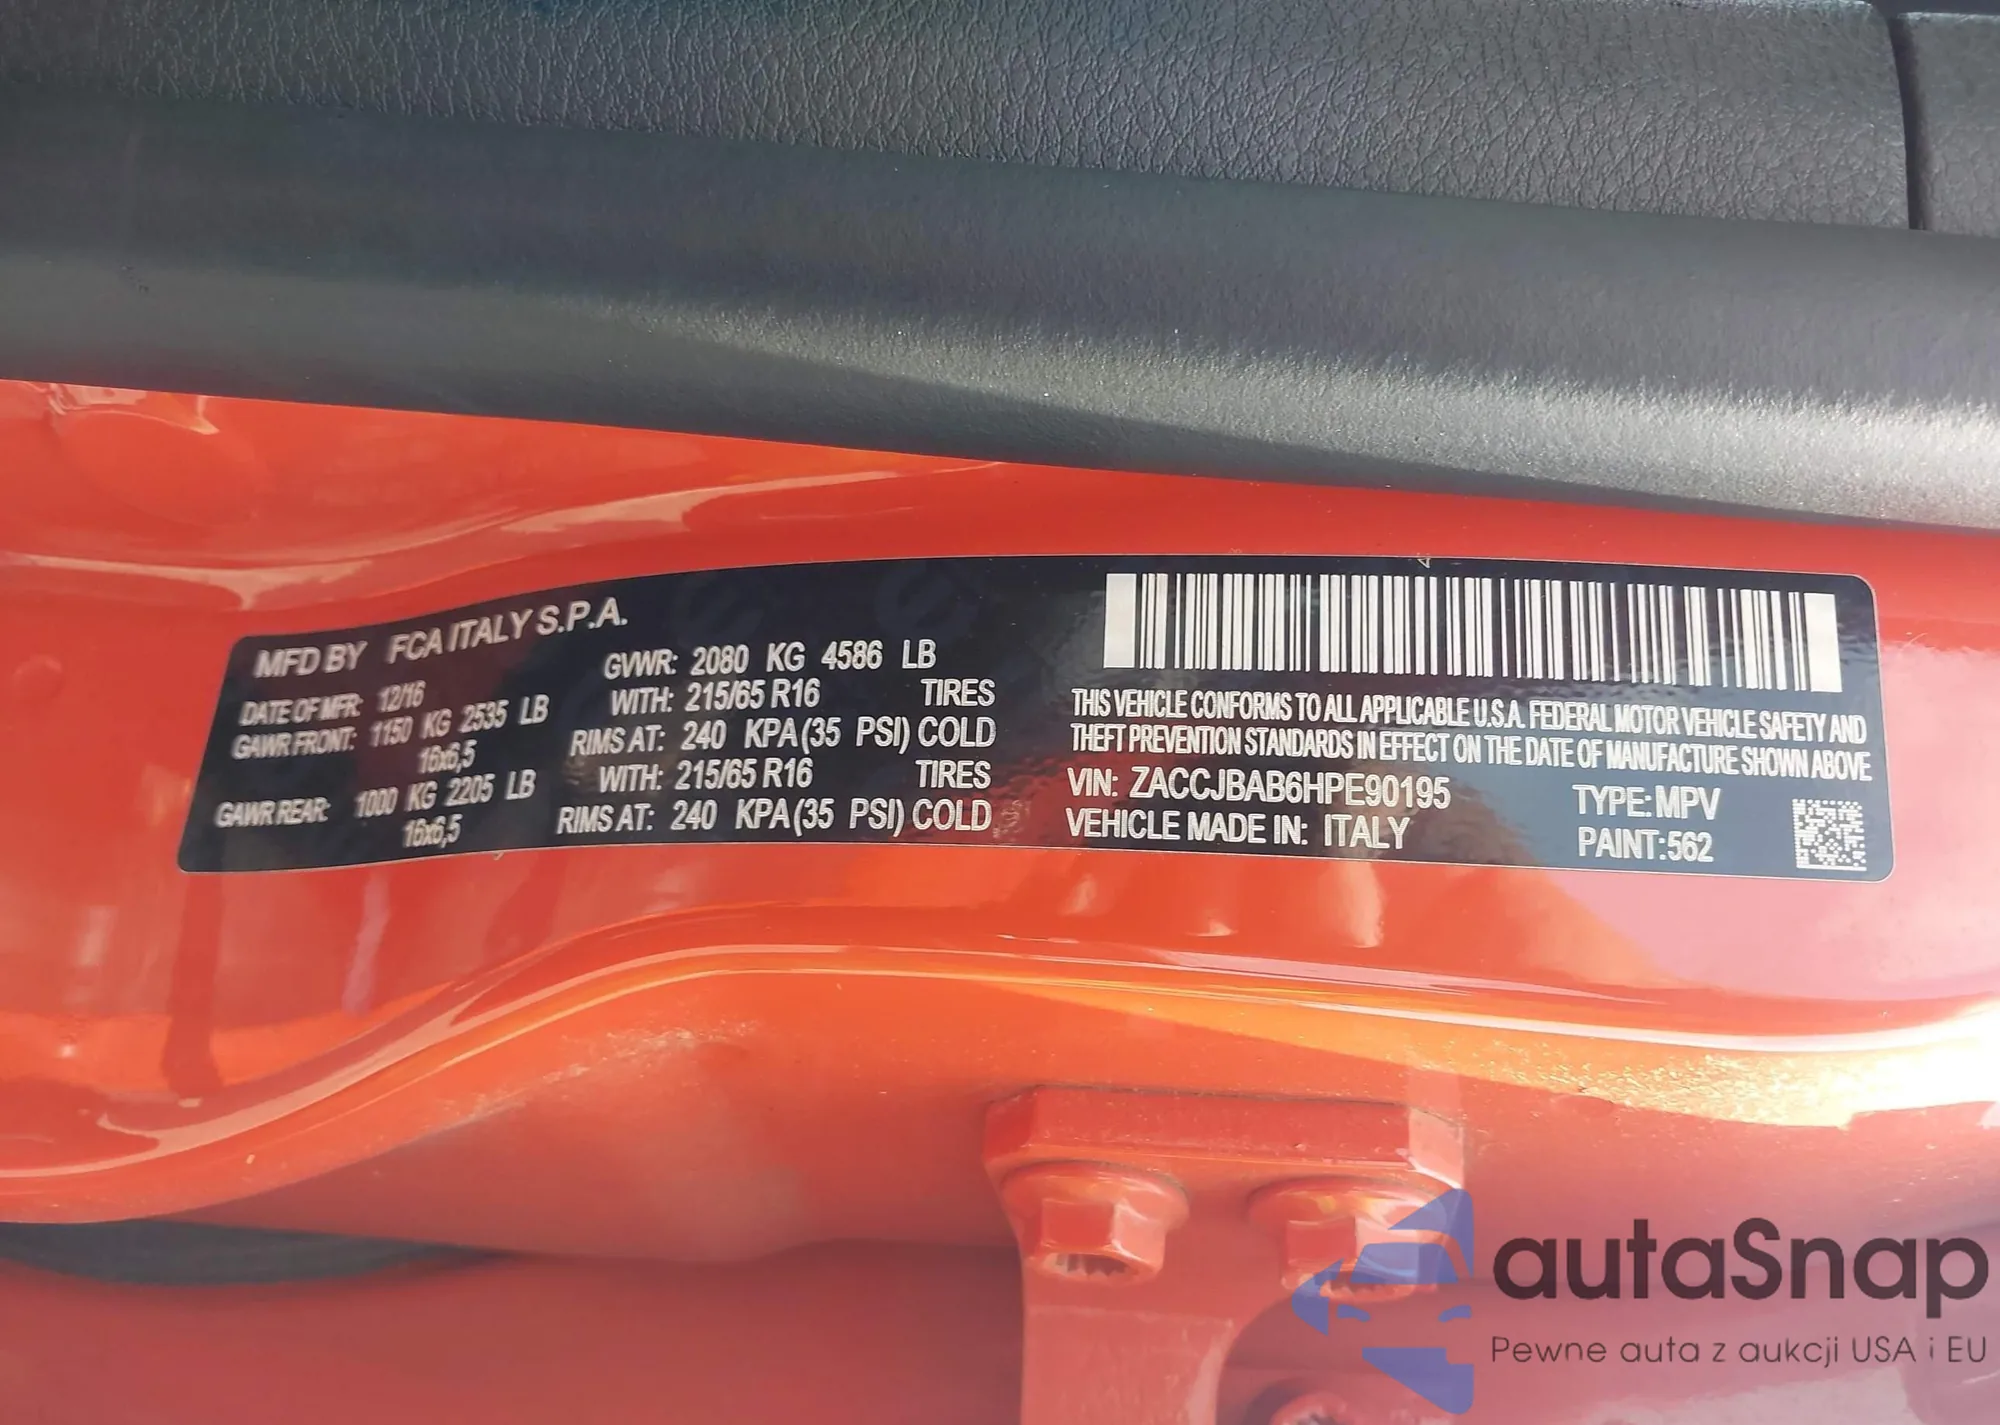 MFD BY FCA ITALY S.P.A.
DATE OF MFR: 12/16
GVWR: 2080 KG 4586 LB
GAWR FRONT: 1150 KG 2535 LB
WITH: 215/65 R16 TIRES
16x6,5
RIMS AT: 240 KPA(35 PSI) COLD
GAWR REAR: 1000 KG 2205 LB
WITH: 215/65 R16 TIRES
16x6,5
RIMS AT: 240 KPA(35 PSI) COLD
THIS VEHICLE CONFORMS TO ALL APPLICABLE U.S.A. FEDERAL MOTOR VEHICLE SAFETY AND
THEFT PREVENTION STANDARDS IN EFFECT ON THE DATE OF MANUFACTURE SHOWN ABOVE
VIN: ZACCJBAB6HPE90195 TYPE:MPV
VEHICLE MADE IN: ITALY PAINT:562
autaSnap
Pewne auta z aukcji USA i EU